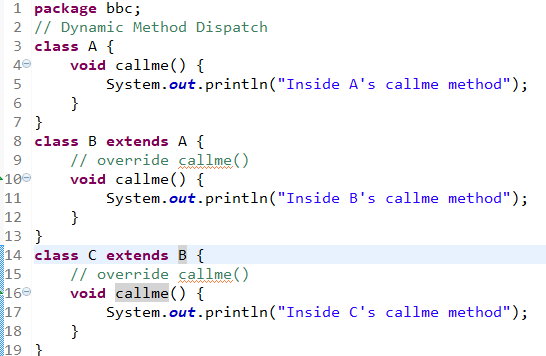 1 package bbc;
2 // Dynamic Method Dispatch
3 class A {
4 void callme() {
5 System.out.println("Inside A's callme method");
6 }
7 }
8 class B extends A {
9 // override callme()
10 void callme() {
11 System.out.println("Inside B's callme method");
12 }
13 }
14 class C extends B {
15 // override callme()
16 void callme() {
17 System.out.println("Inside C's callme method");
18 }
19 }